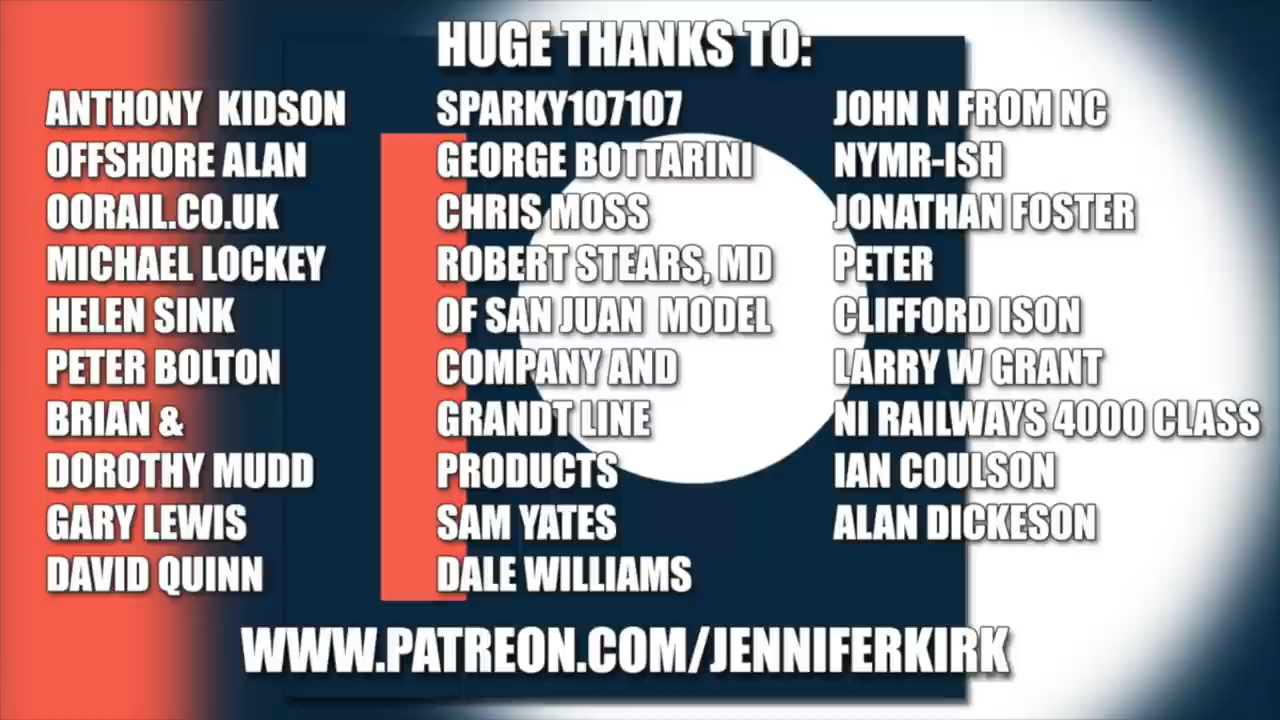 HUGE THANKS TO:
ANTHONY KIDSON
OFFSHORE ALAN
OORAIL.CO.UK
MICHAEL LOCKEY
HELEN SINK
PETER BOLTON
BRIAN &
DOROTHY MUDD
GARY LEWIS
DAVID QUINN
SPARKY107107
GEORGE BOTTARINI
CHRIS MOSS
ROBERT STEARS, MD
OF SAN JUAN MODEL
COMPANY AND
GRANDT LINE
PRODUCTS
SAM YATES
DALE WILLIAMS
JOHN N FROM NC
NYMR-ISH
JONATHAN FOSTER
PETER
CLIFFORD ISON
LARRY W GRANT
NI RAILWAYS 4000 CLASS
IAN COULSON
ALAN DICKESON
WWW.PATREON.COM/JENNIFERKIRK